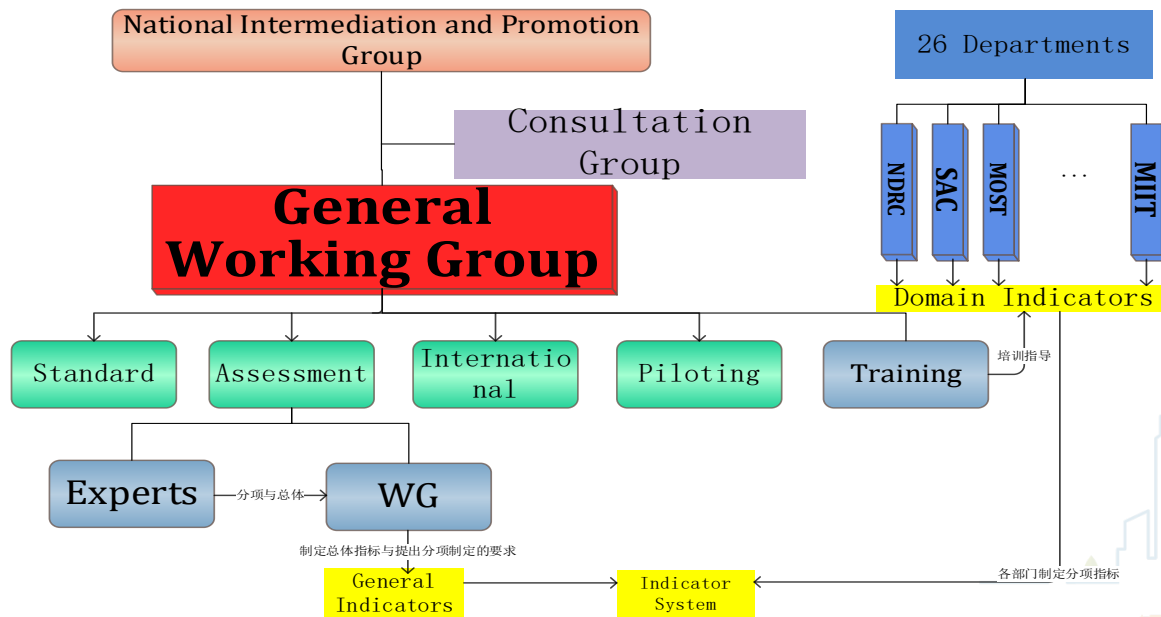 National Intermediation and Promotion
Group
26 Departments
Consultation
Group
NDRC
SAC
MOST
...
MIIT
General
Working Group
Domain Indicators
Standard
Assessment
Internatio
nal
Piloting
Training
培训指导
Experts
分项与总体
WG
制定总体指标与提出分项制定的要求
General
Indicators
Indicator
System
各部门制定分项指标